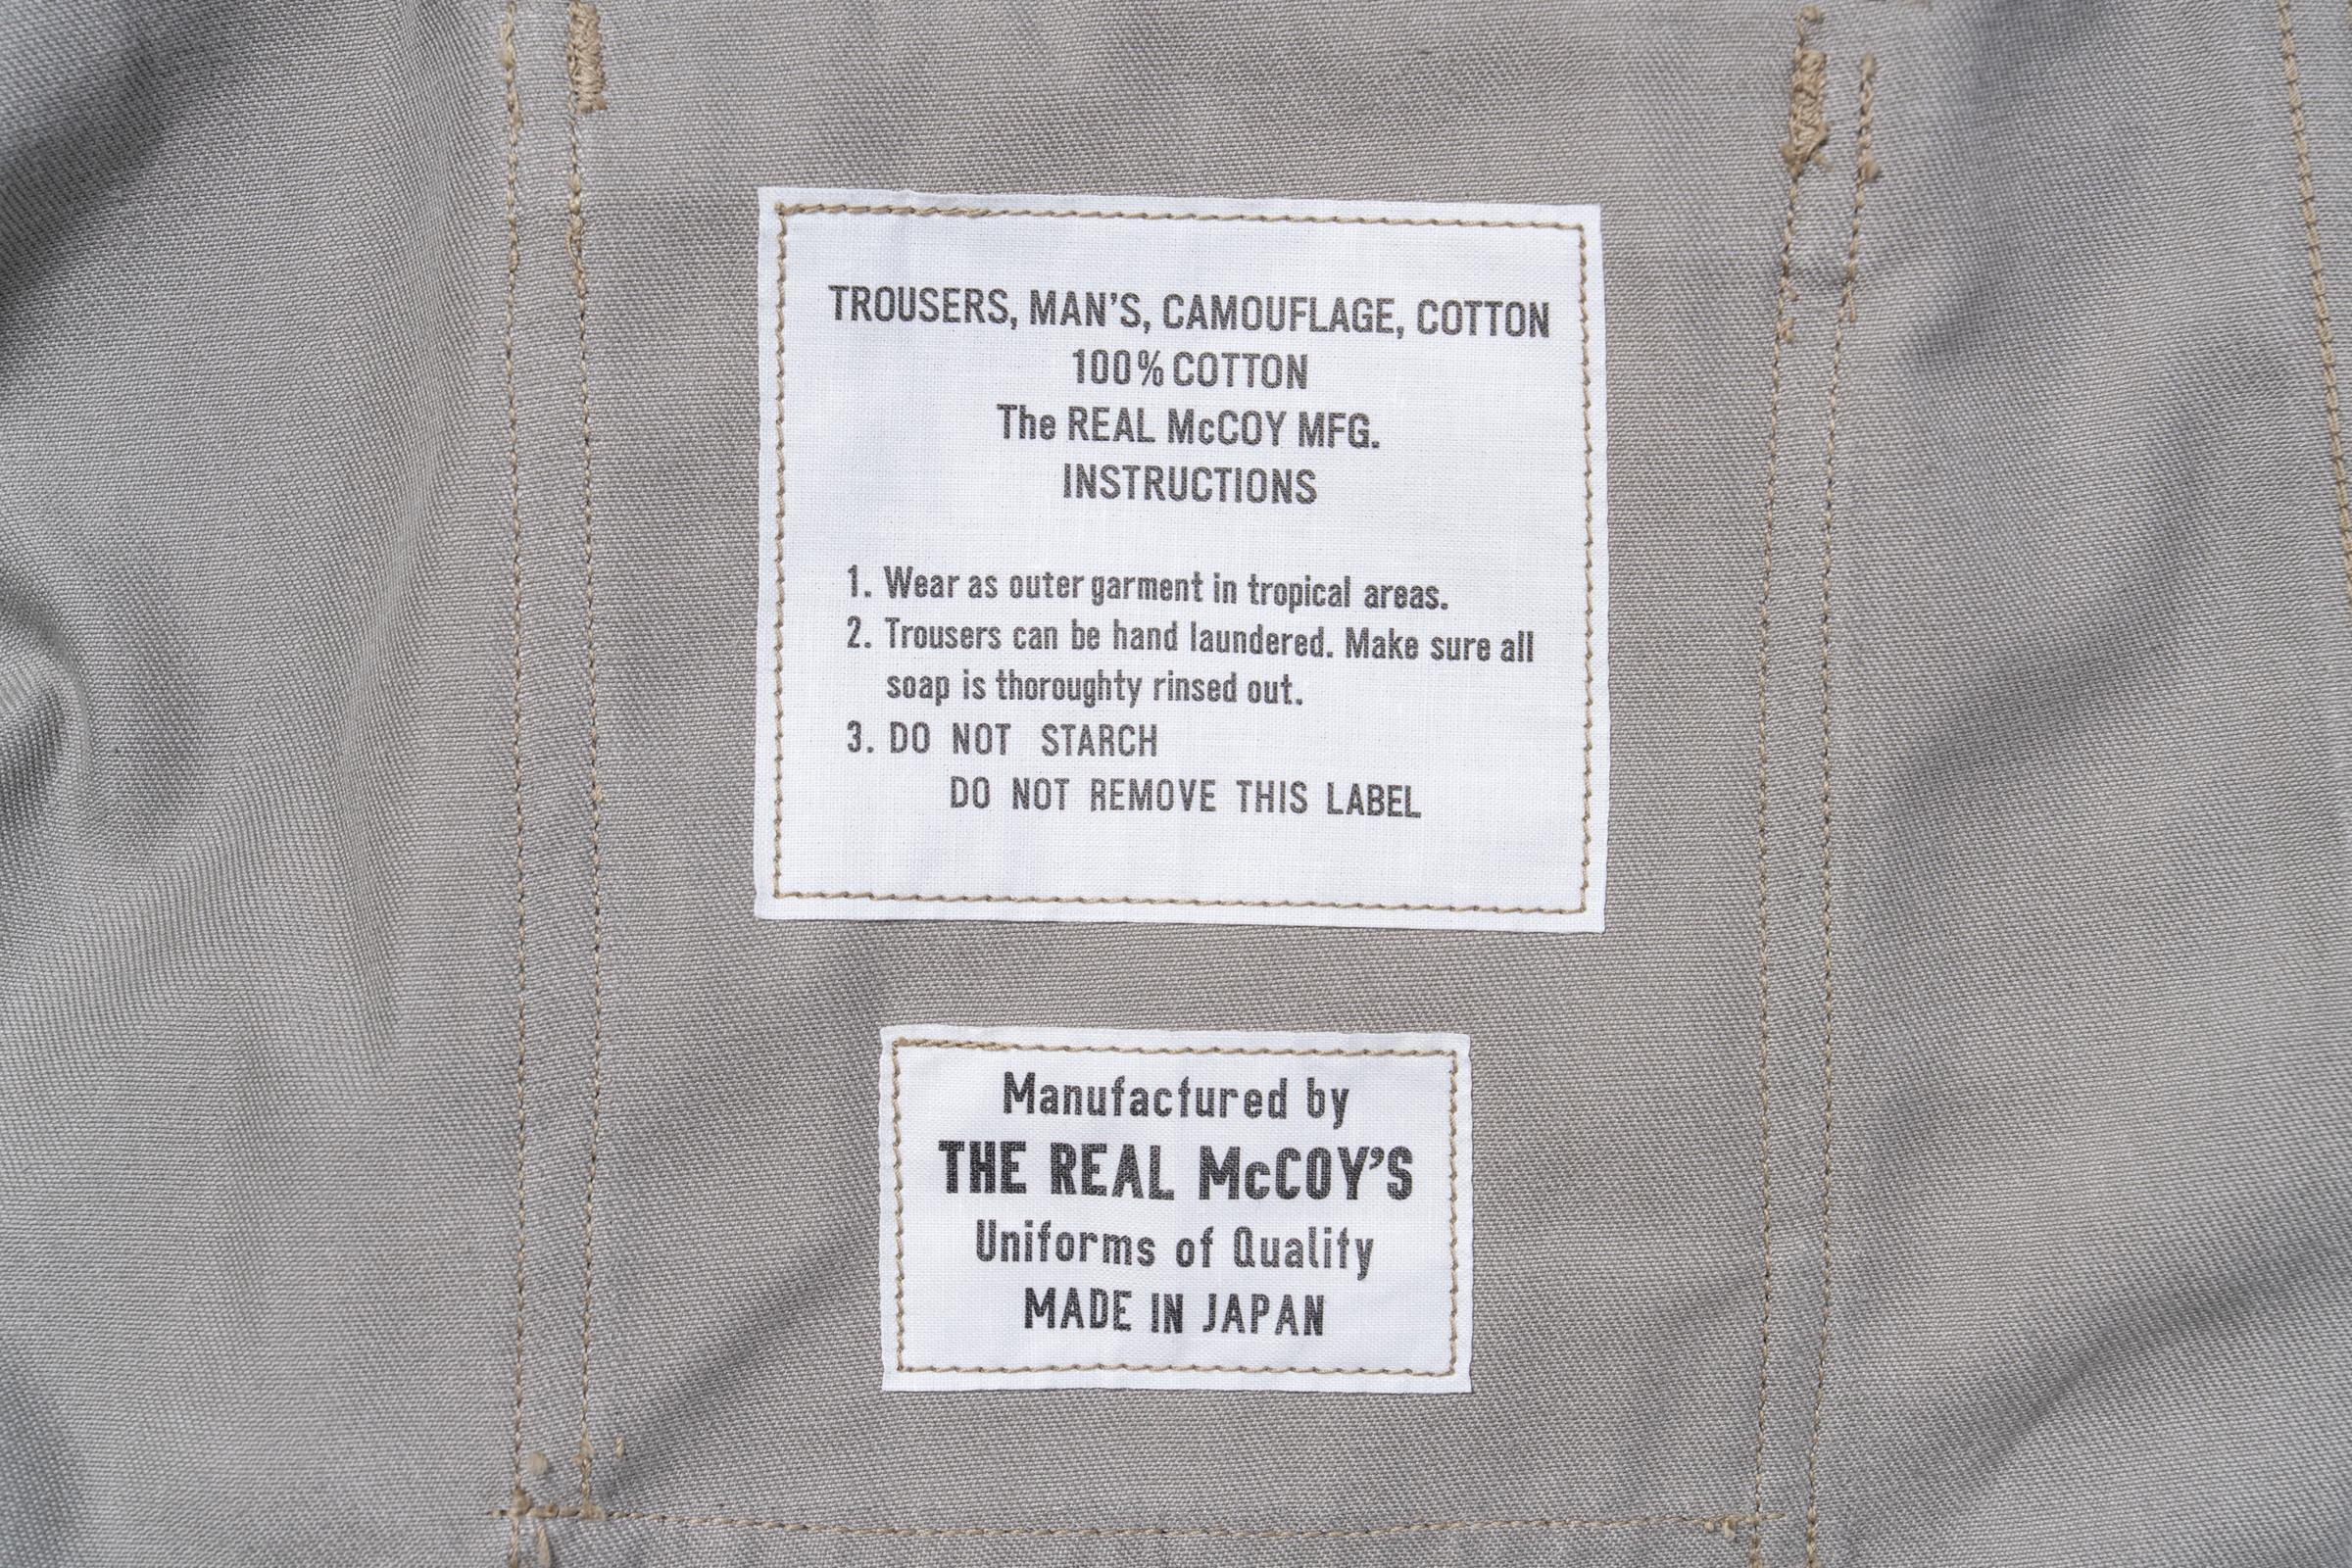 TROUSERS, MAN'S, CAMOUFLAGE, COTTON
100% COTTON
The REAL McCOY MFG.
INSTRUCTIONS
1. Wear as outer garment in tropical areas.
2. Trousers can be hand laundered. Make sure all
soap is thoroughty rinsed out.
3. DO NOT STARCH
DO NOT REMOVE THIS LABEL
Manufactured by
THE REAL McCOY'S
Uniforms of Quality
MADE IN JAPAN